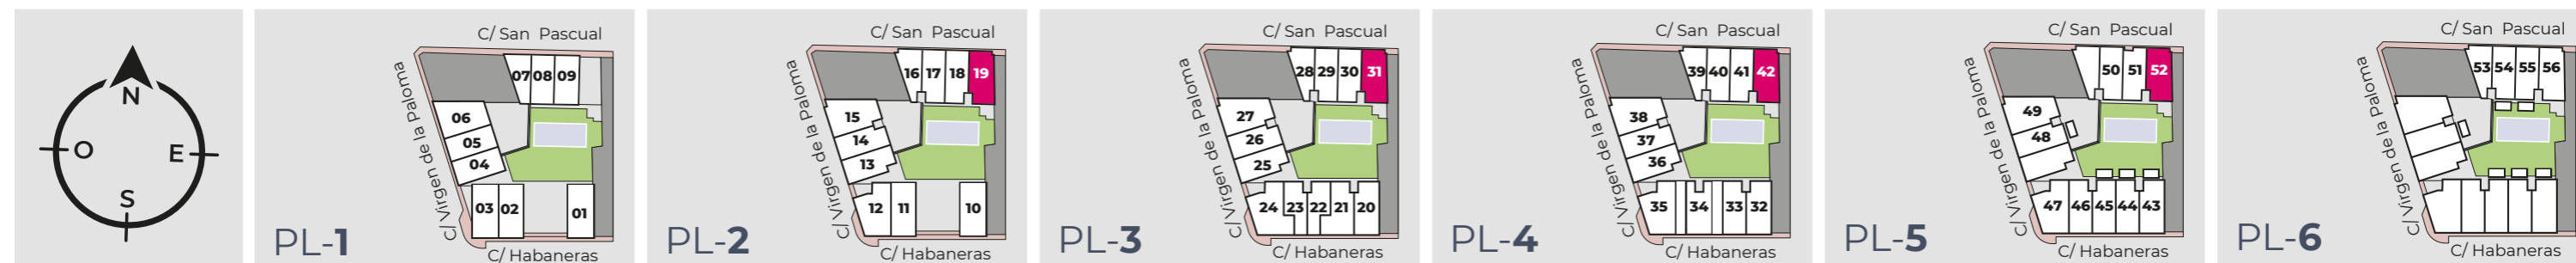 N
O
E
S
C/ San Pascual
C/Virgen de la Paloma
07 08 09
06
05
04
03 02 01
C/ Habaneras
PL-1
C/ San Pascual
C/Virgen de la Paloma
16 17 18 19
15
14
13
12 11 10
C/ Habaneras
PL-2
C/ San Pascual
C/Virgen de la Paloma
28 29 30 31
27
26
25
24 23 22 21 20
C/ Habaneras
PL-3
C/ San Pascual
C/Virgen de la Paloma
39 40 41 42
38
37
36
35 34 33 32
C/ Habaneras
PL-4
C/ San Pascual
C/Virgen de la Paloma
50 51 52
49
48
47 46 45 44 43
C/ Habaneras
PL-5
C/ San Pascual
C/Virgen de la Paloma
53 54 55 56
C/ Habaneras
PL-6